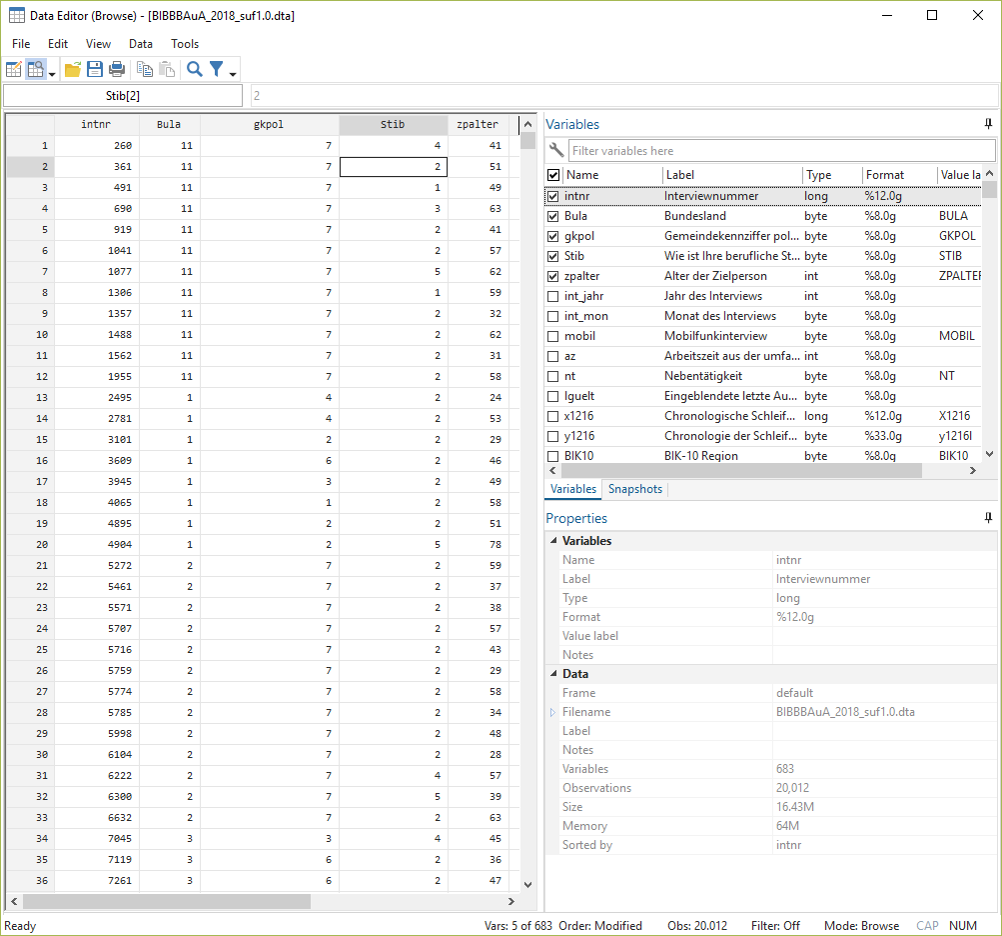 Data Editor (Browse) - [BIBBBAuA_2018_suf1.0.dta]
File Edit View Data Tools
Stib[2] 2
intnr Bula gkpol Stib zpalter
1 260 11 7 4 41
2 361 11 7 2 51
3 491 11 7 1 49
4 690 11 7 3 63
5 919 11 7 2 41
6 1041 11 7 2 57
7 1077 11 7 5 62
8 1306 11 7 1 59
9 1357 11 7 2 32
10 1488 11 7 2 62
11 1562 11 7 2 31
12 1955 11 7 2 58
13 2495 1 4 2 24
14 2781 1 4 2 53
15 3101 1 2 2 29
16 3609 1 6 2 46
17 3945 1 3 2 49
18 4065 1 1 2 58
19 4895 1 2 2 51
20 4904 1 2 5 78
21 5272 2 7 2 59
22 5461 2 7 2 37
23 5571 2 7 2 38
24 5707 2 7 2 57
25 5716 2 7 2 43
26 5759 2 7 2 29
27 5774 2 7 2 58
28 5785 2 7 2 34
29 5998 2 7 2 48
30 6104 2 7 2 28
31 6222 2 7 4 57
32 6300 2 7 5 39
33 6632 2 7 2 63
34 7045 3 3 4 45
35 7119 3 6 2 36
36 7261 3 6 2 47
Variables
Filter variables here
Name Label Type Format Value la
intnr Interviewnummer long %12.0g
Bula Bundesland byte %8.0g BULA
gkpol Gemeindekennziffer pol... byte %8.0g GKPOL
Stib Wie ist Ihre berufliche St... byte %8.0g STIB
zpalter Alter der Zielperson int %8.0g ZPALTER
int_jahr Jahr des Interviews int %8.0g
int_mon Monat des Interviews byte %8.0g
mobil Mobilfunkinterview byte %8.0g MOBIL
az Arbeitszeit aus der umfa... int %8.0g
nt Nebentätigkeit byte %8.0g NT
lguelt Eingeblendete letzte Au... byte %8.0g
x1216 Chronologische Schleif... long %12.0g X1216
y1216 Chronologie der Schleif... byte %33.0g y1216l
BIK10 BIK-10 Region byte %8.0g BIK10
Variables Snapshots
Properties
Variables
Name intnr
Label Interviewnummer
Type long
Format %12.0g
Value label
Notes
Data
Frame default
Filename BIBBBAuA_2018_suf1.0.dta
Label
Notes
Variables 683
Observations 20,012
Size 16.43M
Memory 64M
Sorted by intnr
Ready Vars: 5 of 683 Order: Modified Obs: 20.012 Filter: Off Mode: Browse CAP NUM